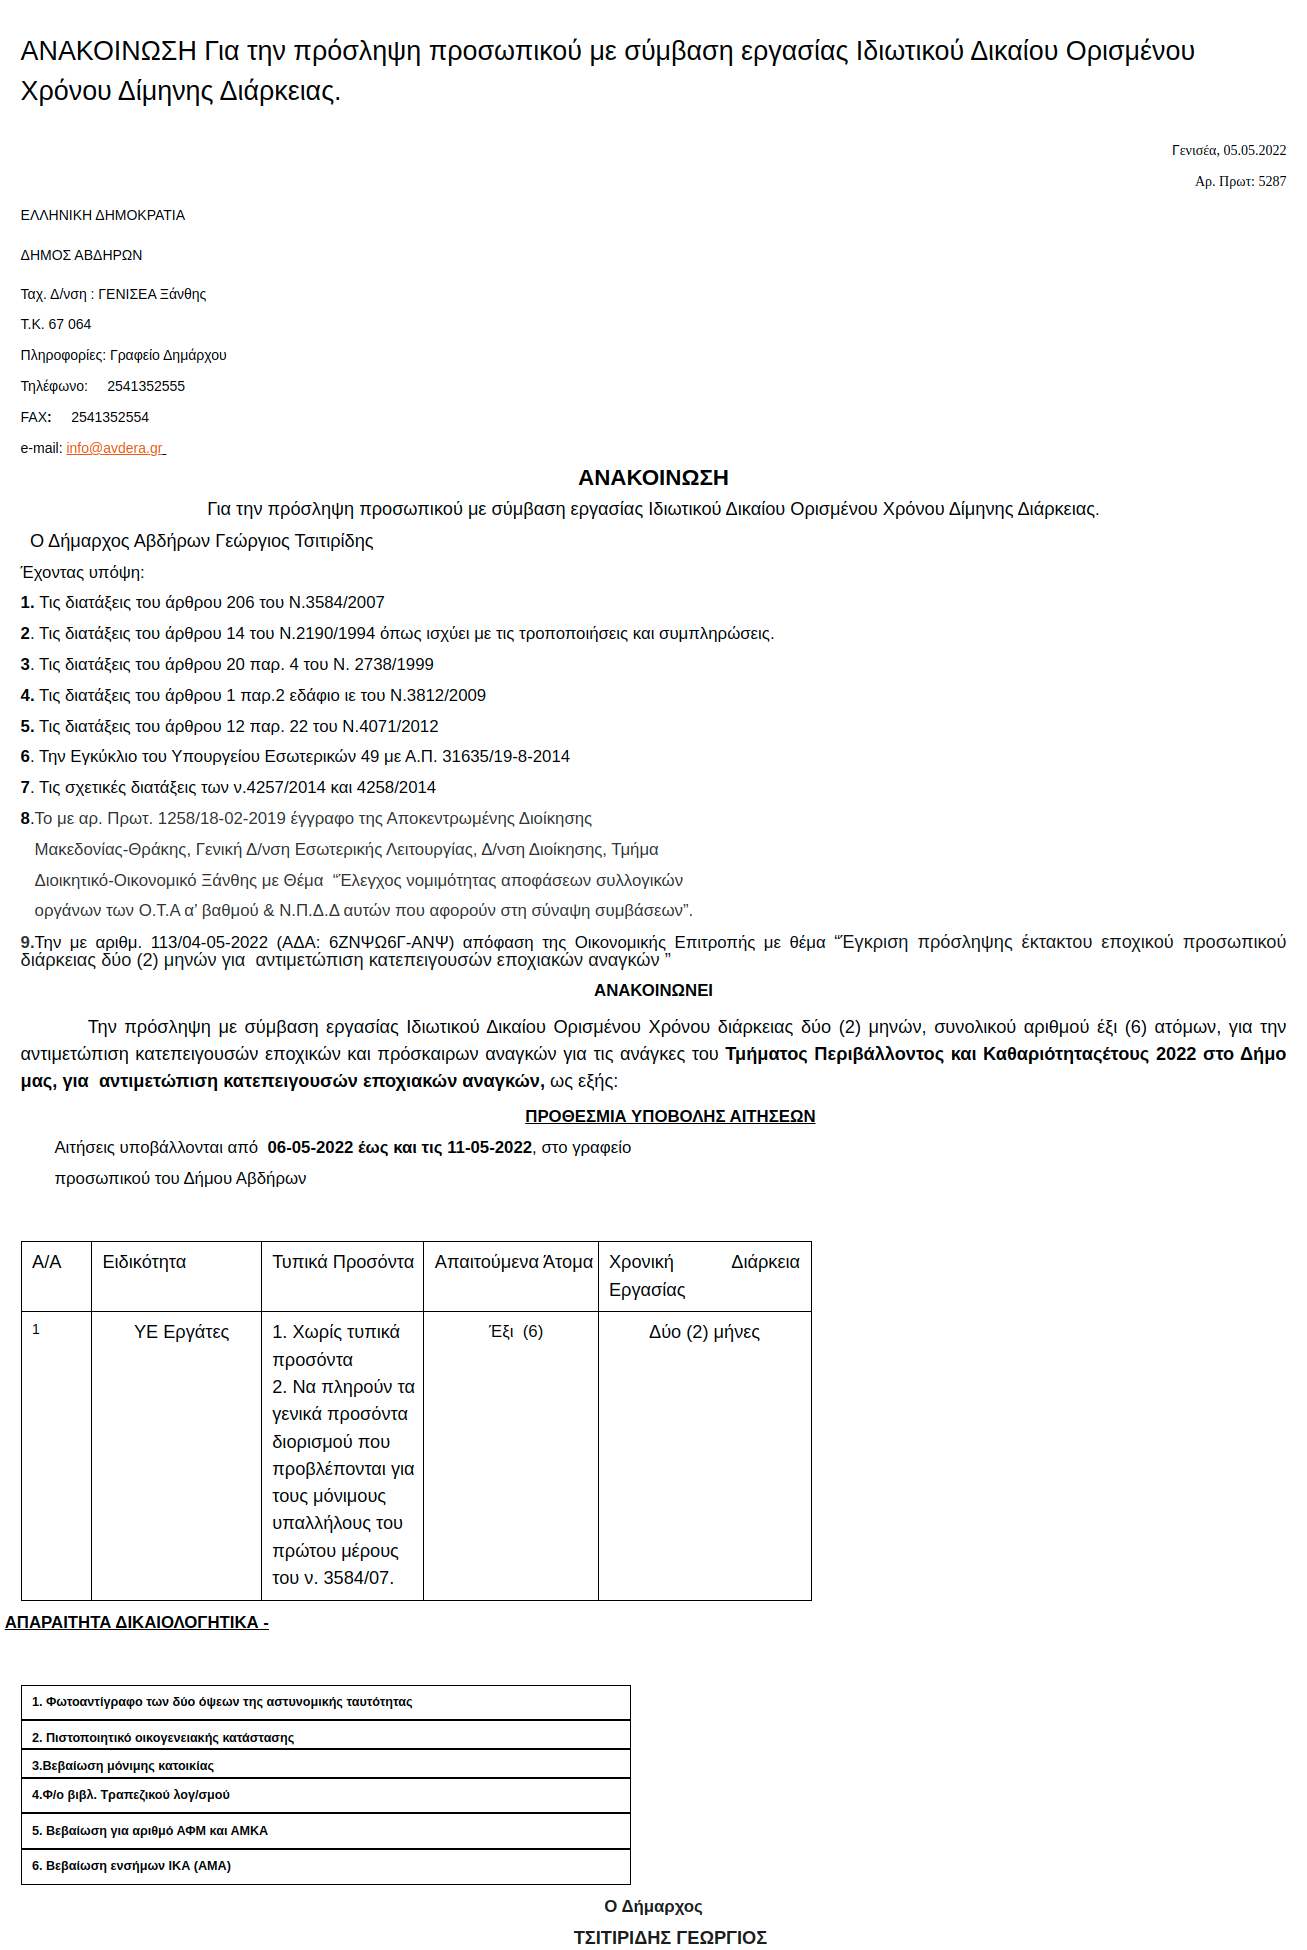 ΑΝΑΚΟΙΝΩΣΗ Για την πρόσληψη προσωπικού με σύμβαση εργασίας Ιδιωτικού Δικαίου Ορισμένου
Χρόνου Δίμηνης Διάρκειας.
Γενισέα, 05.05.2022
Αρ. Πρωτ: 5287
ΕΛΛΗΝΙΚΗ ΔΗΜΟΚΡΑΤΙΑ
ΔΗΜΟΣ ΑΒΔΗΡΩΝ
Ταχ. Δ/νση : ΓΕΝΙΣΕΑ Ξάνθης
Τ.Κ. 67 064
Πληροφορίες: Γραφείο Δημάρχου
Τηλέφωνο: 2541352555
FAX: 2541352554
e-mail: info@avdera.gr
ΑΝΑΚΟΙΝΩΣΗ
Για την πρόσληψη προσωπικού με σύμβαση εργασίας Ιδιωτικού Δικαίου Ορισμένου Χρόνου Δίμηνης Διάρκειας.
Ο Δήμαρχος Αβδήρων Γεώργιος Τσιτιρίδης
Έχοντας υπόψη:
1. Τις διατάξεις του άρθρου 206 του Ν.3584/2007
2. Τις διατάξεις του άρθρου 14 του Ν.2190/1994 όπως ισχύει με τις τροποποιήσεις και συμπληρώσεις.
3. Τις διατάξεις του άρθρου 20 παρ. 4 του Ν. 2738/1999
4. Τις διατάξεις του άρθρου 1 παρ.2 εδάφιο ιε του Ν.3812/2009
5. Τις διατάξεις του άρθρου 12 παρ. 22 του Ν.4071/2012
6. Την Εγκύκλιο του Υπουργείου Εσωτερικών 49 με Α.Π. 31635/19-8-2014
7. Τις σχετικές διατάξεις των ν.4257/2014 και 4258/2014
8.Το με αρ. Πρωτ. 1258/18-02-2019 έγγραφο της Αποκεντρωμένης Διοίκησης
Μακεδονίας-Θράκης, Γενική Δ/νση Εσωτερικής Λειτουργίας, Δ/νση Διοίκησης, Τμήμα
Διοικητικό-Οικονομικό Ξάνθης με Θέμα “Έλεγχος νομιμότητας αποφάσεων συλλογικών
οργάνων των Ο.Τ.Α α’ βαθμού & Ν.Π.Δ.Δ αυτών που αφορούν στη σύναψη συμβάσεων”.
9.Την με αριθμ. 113/04-05-2022 (ΑΔΑ: 6ΖΝΨΩ6Γ-ΑΝΨ) απόφαση της Οικονομικής Επιτροπής με θέμα “Έγκριση πρόσληψης έκτακτου εποχικού προσωπικού
διάρκειας δύο (2) μηνών για αντιμετώπιση κατεπειγουσών εποχιακών αναγκών ”
ΑΝΑΚΟΙΝΩΝΕΙ
Την πρόσληψη με σύμβαση εργασίας Ιδιωτικού Δικαίου Ορισμένου Χρόνου διάρκειας δύο (2) μηνών, συνολικού αριθμού έξι (6) ατόμων, για την
αντιμετώπιση κατεπειγουσών εποχικών και πρόσκαιρων αναγκών για τις ανάγκες του Τμήματος Περιβάλλοντος και Καθαριότηταςέτους 2022 στο Δήμο
μας, για αντιμετώπιση κατεπειγουσών εποχιακών αναγκών, ως εξής:
ΠΡΟΘΕΣΜΙΑ ΥΠΟΒΟΛΗΣ ΑΙΤΗΣΕΩΝ
Αιτήσεις υποβάλλονται από 06-05-2022 έως και τις 11-05-2022, στο γραφείο
προσωπικού του Δήμου Αβδήρων
Α/Α Ειδικότητα Τυπικά Προσόντα Απαιτούμενα Άτομα Χρονική Διάρκεια
Εργασίας
1 ΥΕ Εργάτες 1. Χωρίς τυπικά Έξι (6) Δύο (2) μήνες
προσόντα
2. Να πληρούν τα
γενικά προσόντα
διορισμού που
προβλέπονται για
τους μόνιμους
υπαλλήλους του
πρώτου μέρους
του ν. 3584/07.
ΑΠΑΡΑΙΤΗΤΑ ΔΙΚΑΙΟΛΟΓΗΤΙΚΑ -
1. Φωτοαντίγραφο των δύο όψεων της αστυνομικής ταυτότητας
2. Πιστοποιητικό οικογενειακής κατάστασης
3.Βεβαίωση μόνιμης κατοικίας
4.Φ/ο βιβλ. Τραπεζικού λογ/σμού
5. Βεβαίωση για αριθμό ΑΦΜ και ΑΜΚΑ
6. Βεβαίωση ενσήμων ΙΚΑ (ΑΜΑ)
Ο Δήμαρχος
ΤΣΙΤΙΡΙΔΗΣ ΓΕΩΡΓΙΟΣ